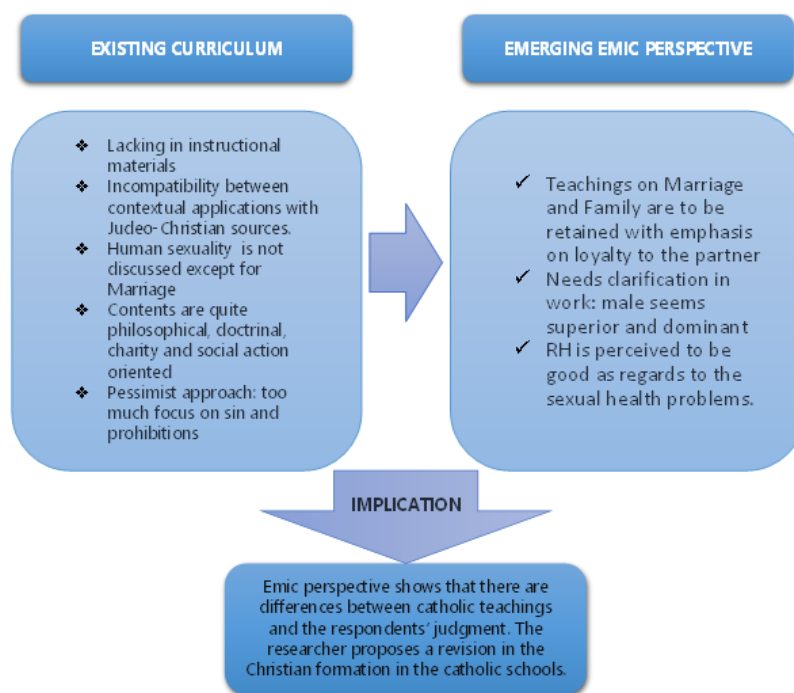 EXISTING CURRICULUM
EMERGING EMIC PERSPECTIVE
❖ Lacking in instructional
materials
❖ Incompatibility between
contextual applications with
Judeo-Christian sources.
❖ Human sexuality is not
discussed except for
Marriage
❖ Contents are quite
philosophical, doctrinal,
charity and social action
oriented
❖ Pessimist approach: too
much focus on sin and
prohibitions
✓ Teachings on Marriage
and Family are to be
retained with emphasis
on loyalty to the partner
✓ Needs clarification in
work: male seems
superior and dominant
✓ RH is perceived to be
good as regards to the
sexual health problems.
IMPLICATION
Emic perspective shows that there are
differences between catholic teachings
and the respondents' judgment. The
researcher proposes a revision in the
Christian formation in the catholic schools.